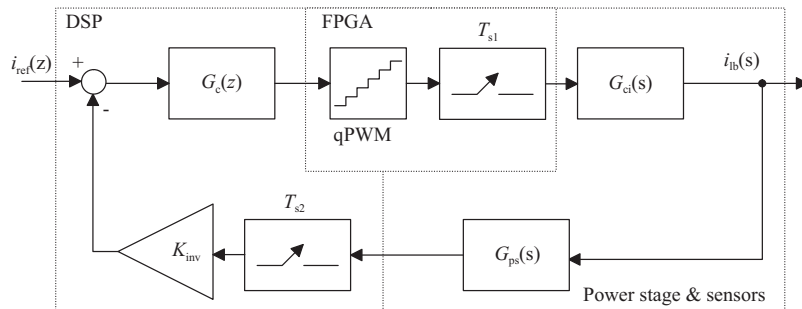 DSP
FPGA
T_s1
i_ref(z)
+
-
G_c(z)
qPWM
G_ci(s)
i_lb(s)
T_s2
K_inv
G_ps(s)
Power stage & sensors